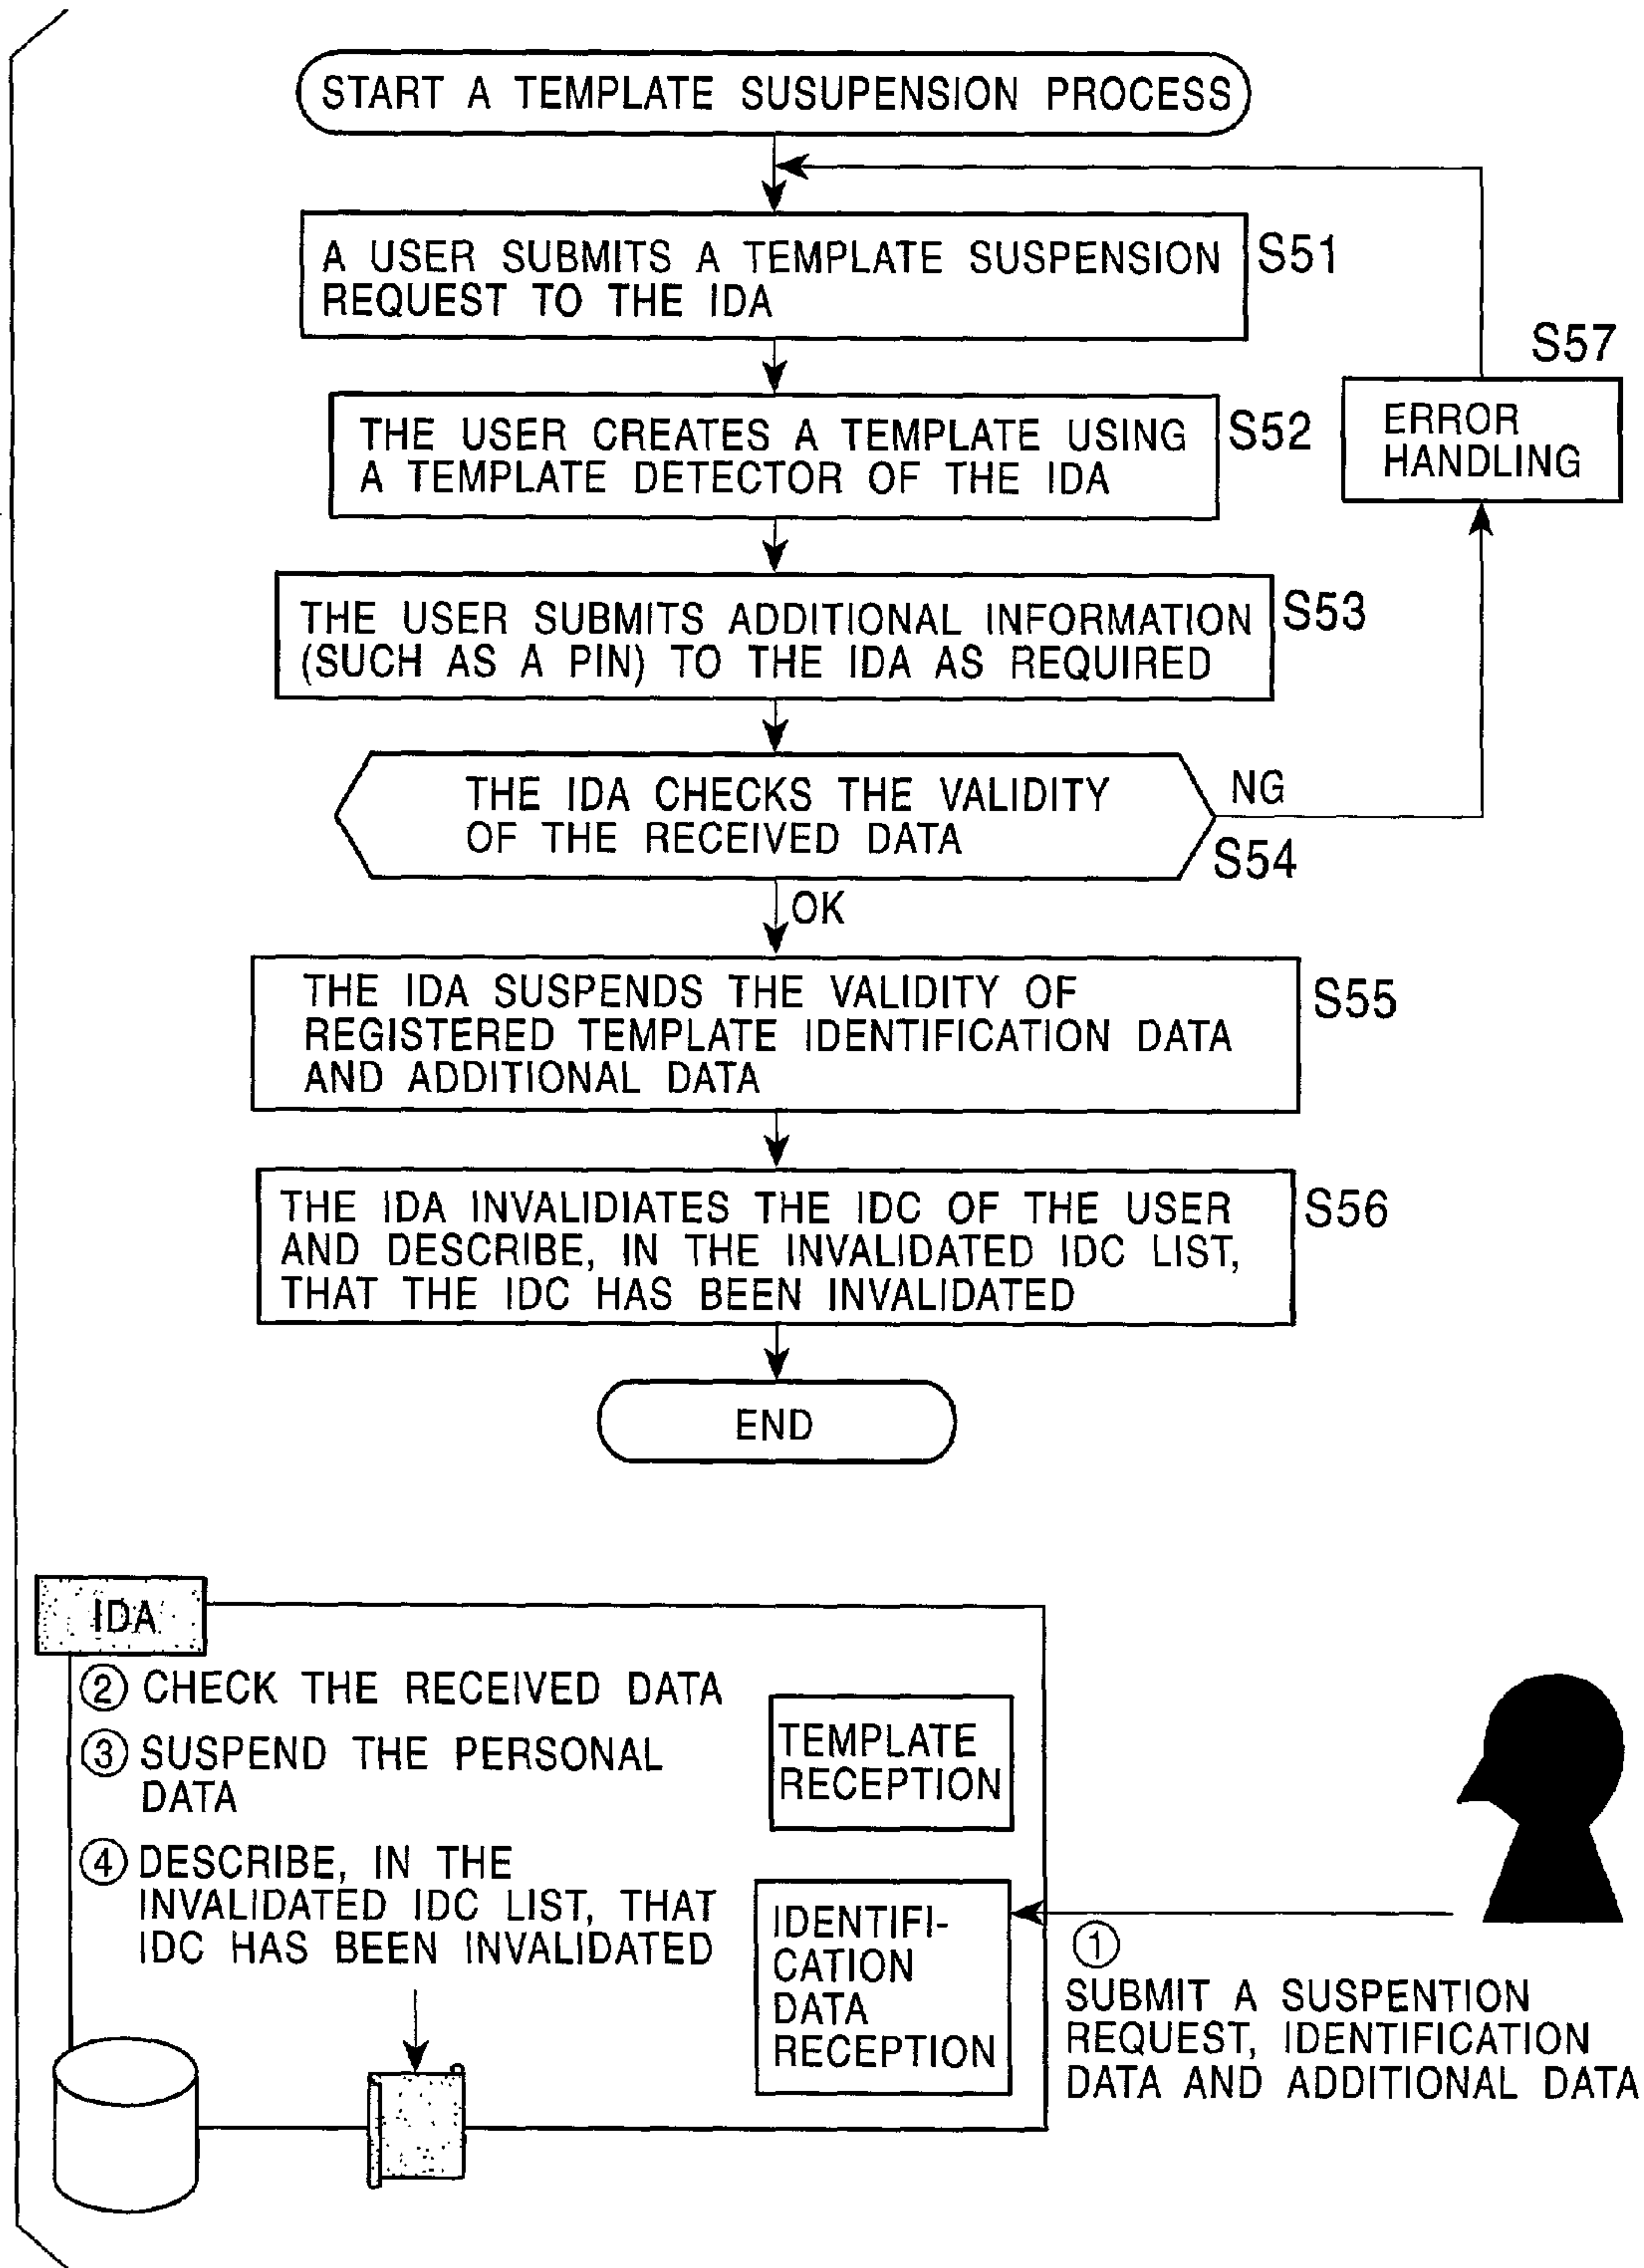 START A TEMPLATE SUSUPENSION PROCESS
A USER SUBMITS A TEMPLATE SUSPENSION
REQUEST TO THE IDA
S51
S57
ERROR
HANDLING
THE USER CREATES A TEMPLATE USING
A TEMPLATE DETECTOR OF THE IDA
S52
THE USER SUBMITS ADDITIONAL INFORMATION
(SUCH AS A PIN) TO THE IDA AS REQUIRED
S53
THE IDA CHECKS THE VALIDITY
OF THE RECEIVED DATA
NG
S54
OK
THE IDA SUSPENDS THE VALIDITY OF
REGISTERED TEMPLATE IDENTIFICATION DATA
AND ADDITIONAL DATA
S55
THE IDA INVALIDIATES THE IDC OF THE USER
AND DESCRIBE, IN THE INVALIDATED IDC LIST,
THAT THE IDC HAS BEEN INVALIDATED
S56
END
IDA
② CHECK THE RECEIVED DATA
③ SUSPEND THE PERSONAL
DATA
④ DESCRIBE, IN THE
INVALIDATED IDC LIST, THAT
IDC HAS BEEN INVALIDATED
TEMPLATE
RECEPTION
IDENTIFI-
CATION
DATA
RECEPTION
①
SUBMIT A SUSPENTION
REQUEST, IDENTIFICATION
DATA AND ADDITIONAL DATA